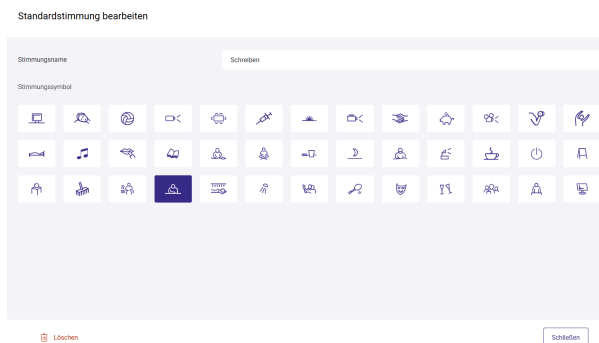 Standardstimmung bearbeiten
Stimmungsname
Schreiben
Stimmungssymbol
Löschen
Schließen